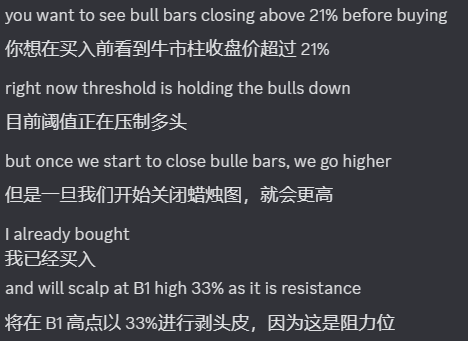 you want to see bull bars closing above 21% before buying
你想在买入前看到牛市柱收盘价超过 21%
right now threshold is holding the bulls down
目前阈值正在压制多头
but once we start to close bulle bars, we go higher
但是一旦我们开始关闭蜡烛图，就会更高
I already bought
我已经买入
and will scalp at B1 high 33% as it is resistance
将在 B1 高点以 33%进行剥头皮，因为这是阻力位